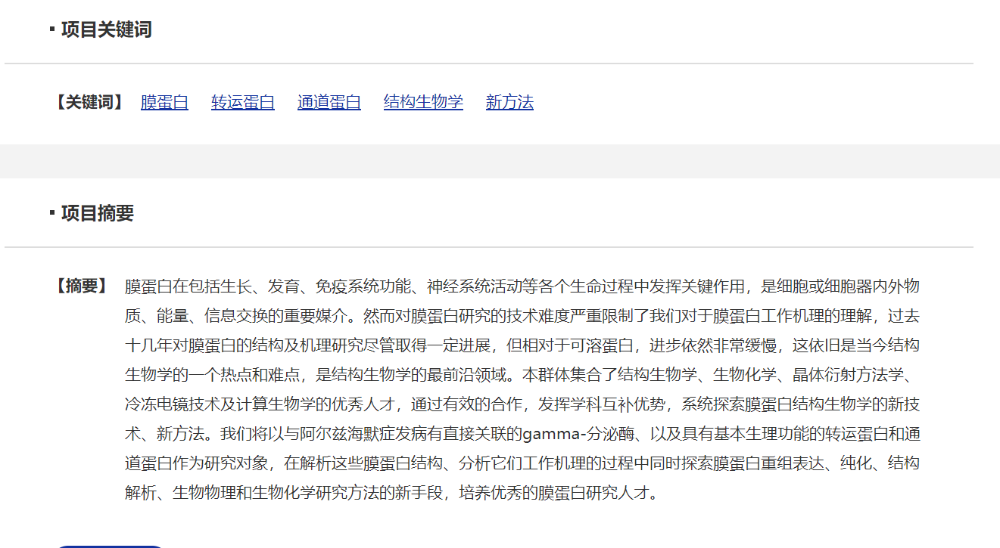 ▪ 项目关键词
【关键词】 膜蛋白 转运蛋白 通道蛋白 结构生物学 新方法
▪ 项目摘要
【摘要】 膜蛋白在包括生长、发育、免疫系统功能、神经系统活动等各个生命过程中发挥关键作用，是细胞或细胞器内外物
质、能量、信息交换的重要媒介。然而对膜蛋白研究的技术难度严重限制了我们对于膜蛋白工作机理的理解，过去
十几年对膜蛋白的结构及机理研究尽管取得一定进展，但相对于可溶蛋白，进步依然非常缓慢，这依旧是当今结构
生物学的一个热点和难点，是结构生物学的最前沿领域。本群体集合了结构生物学、生物化学、晶体衍射方法学、
冷冻电镜技术及计算生物学的优秀人才，通过有效的合作，发挥学科互补优势，系统探索膜蛋白结构生物学的新技
术、新方法。我们将以与阿尔兹海默症发病有直接关联的gamma-分泌酶、以及具有基本生理功能的转运蛋白和通
道蛋白作为研究对象，在解析这些膜蛋白结构、分析它们工作机理的过程中同时探索膜蛋白重组表达、纯化、结构
解析、生物物理和生物化学研究方法的新手段，培养优秀的膜蛋白研究人才。